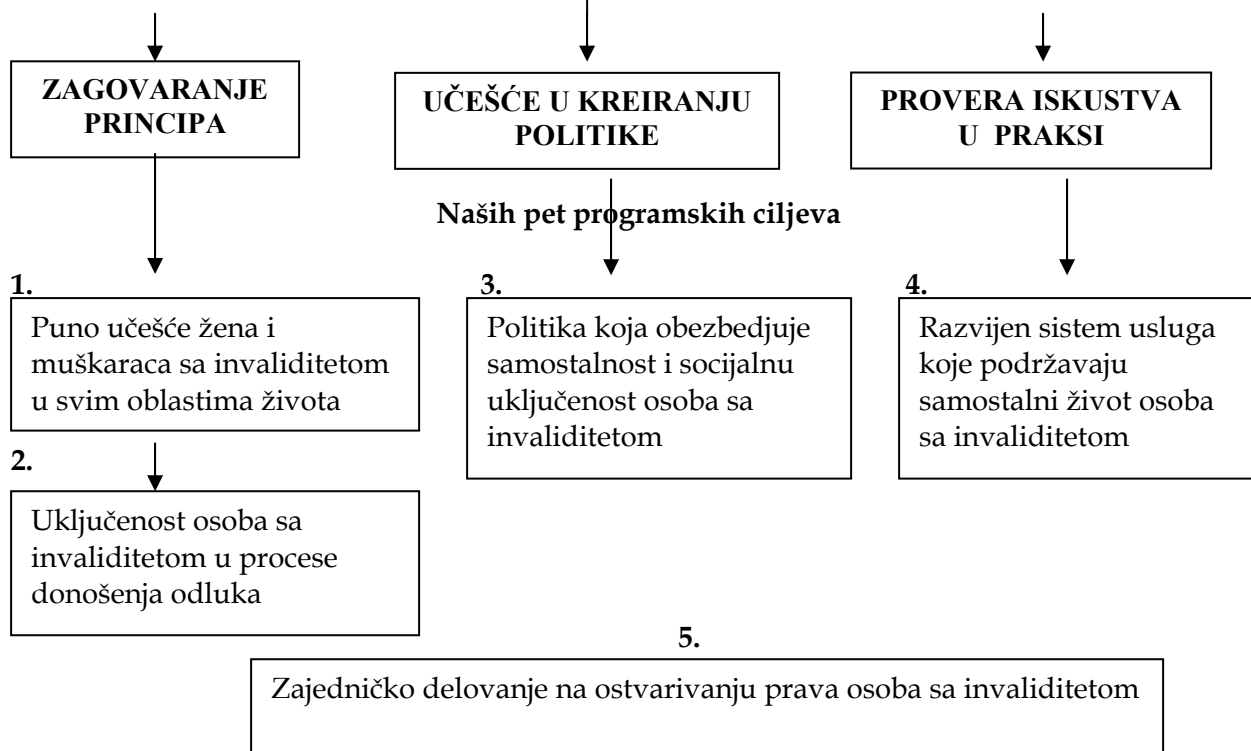 ZAGOVARANJE
PRINCIPA
UČEŠĆE U KREIRANJU
POLITIKE
PROVERA ISKUSTVA
U PRAKSI
Naših pet programskih ciljeva
1.
Puno učešće žena i
muškaraca sa invaliditetom
u svim oblastima života
2.
Uključenost osoba sa
invaliditetom u procese
donošenja odluka
3.
Politika koja obezbedjuje
samostalnost i socijalnu
uključenost osoba sa
invaliditetom
4.
Razvijen sistem usluga
koje podržavaju
samostalni život osoba
sa invaliditetom
5.
Zajedničko delovanje na ostvarivanju prava osoba sa invaliditetom